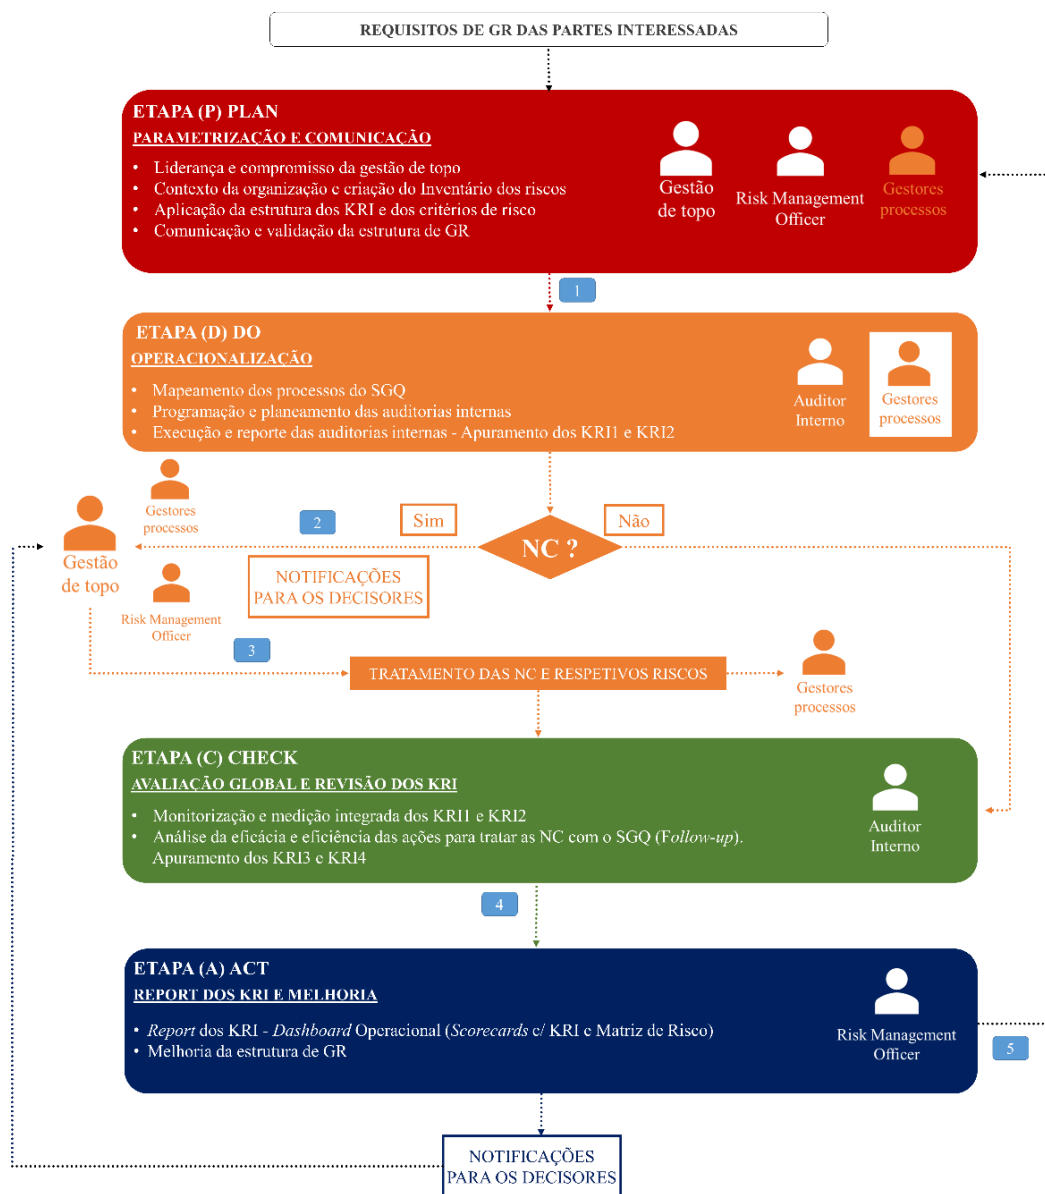 REQUISITOS DE GR DAS PARTES INTERESSADAS
ETAPA (P) PLAN
PARAMETRIZAÇÃO E COMUNICAÇÃO
• Liderança e compromisso da gestão de topo
• Contexto da organização e criação do Inventário dos riscos
• Aplicação da estrutura dos KRI e dos critérios de risco
• Comunicação e validação da estrutura de GR
Gestão
de topo
Risk Management
Officer
Gestores
processos
1
ETAPA (D) DO
OPERACIONALIZAÇÃO
• Mapeamento dos processos do SGQ
• Programação e planeamento das auditorias internas
• Execução e reporte das auditorias internas - Apuramento dos KRI1 e KRI2
Auditor
Interno
Gestores
processos
Gestores
processos
2
Sim
Não
NC ?
Gestão
de topo
NOTIFICAÇÕES
PARA OS DECISORES
Risk Management
Officer
3
TRATAMENTO DAS NC E RESPETIVOS RISCOS
Gestores
processos
ETAPA (C) CHECK
AVALIAÇÃO GLOBAL E REVISÃO DOS KRI
• Monitorização e medição integrada dos KRI1 e KRI2
• Análise da eficácia e eficiência das ações para tratar as NC com o SGQ (Follow-up).
Apuramento dos KRI3 e KRI4
Auditor
Interno
4
ETAPA (A) ACT
REPORT DOS KRI E MELHORIA
• Report dos KRI - Dashboard Operacional (Scorecards c/ KRI e Matriz de Risco)
• Melhoria da estrutura de GR
Risk Management
Officer
5
NOTIFICAÇÕES
PARA OS DECISORES